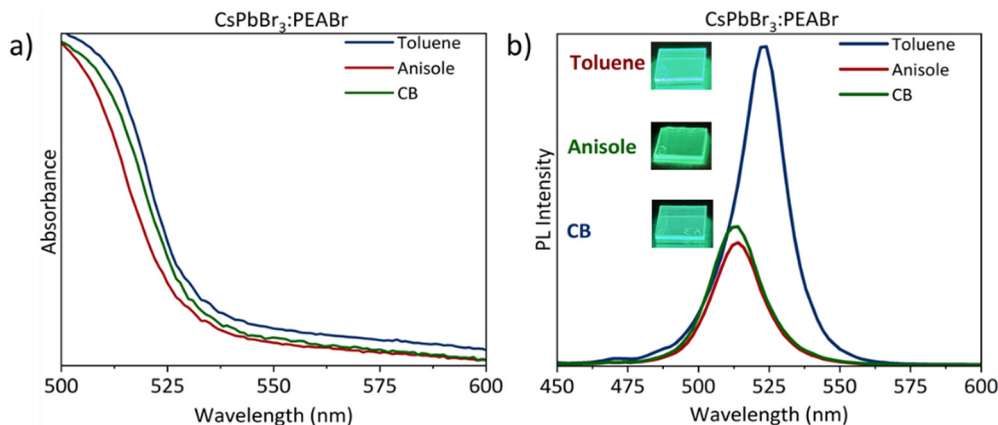 a)
CsPbBr3:PEABr
Toluene
Anisole
CB
Absorbance
500
525
550
575
600
Wavelength (nm)
b)
CsPbBr3:PEABr
Toluene
Anisole
CB
Toluene
Anisole
CB
PL Intensity
450
475
500
525
550
575
600
Wavelength (nm)